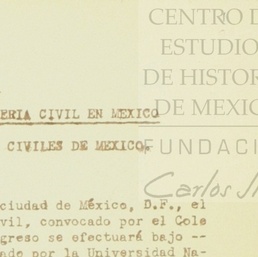 CENTRO D
ESTUDIO
DE HISTOR
DE MEXIC
FUNDACI
Carlos
ERIA CIVIL EN MEXICO
CIVILES DE MEXICO.
ciudad de México, D.F., el
vil, convocado por el Cole
greso se efectuará bajo --
ado por la Universidad Na-